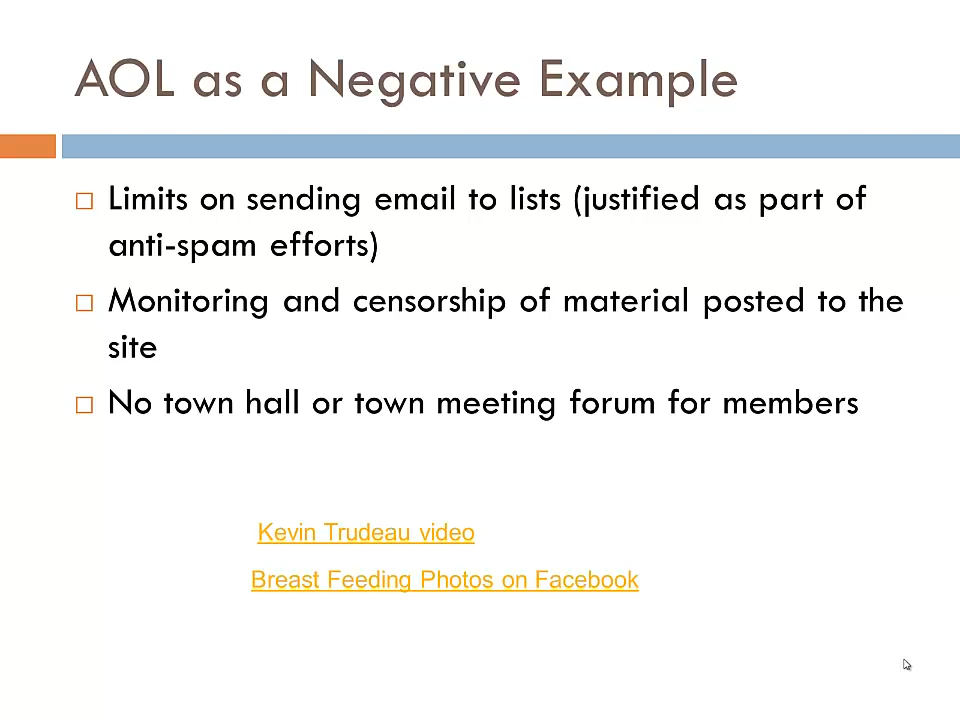 AOL as a Negative Example
Limits on sending email to lists (justified as part of
anti-spam efforts)
Monitoring and censorship of material posted to the
site
No town hall or town meeting forum for members
Kevin Trudeau video
Breast Feeding Photos on Facebook